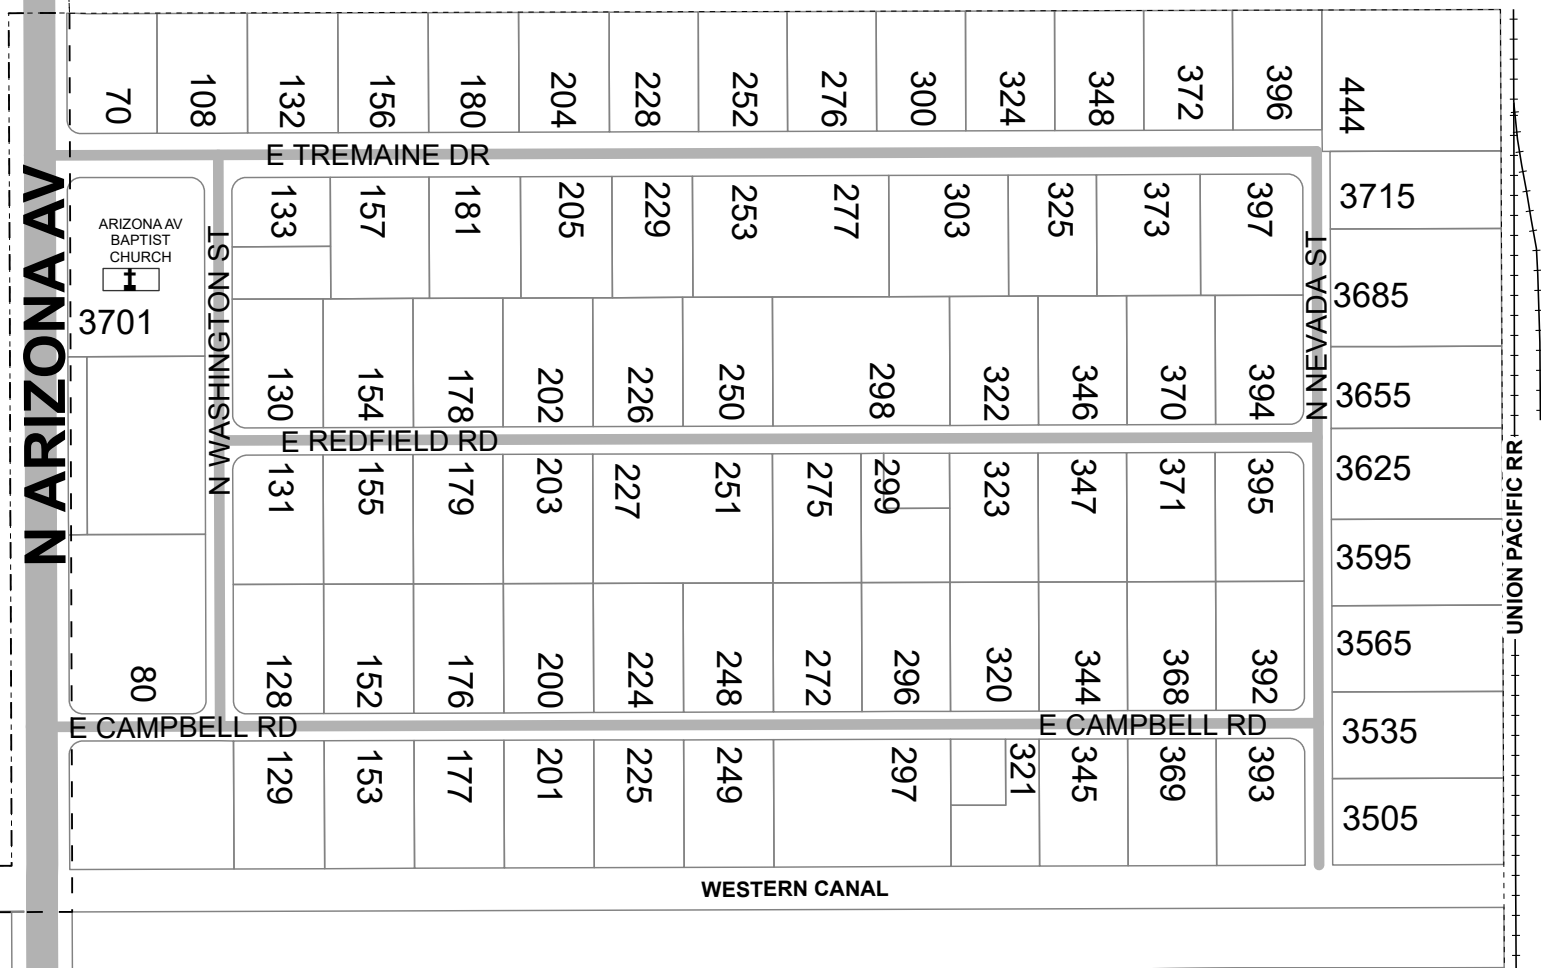 70 108 132 156 180 204 228 252 276 300 324 348 372 396 444
E TREMAINE DR
133 157 181 205 229 253 277 303 325 373 397
3715
ARIZONA AV
BAPTIST
CHURCH
3701
N ARIZONA AV
N WASHINGTON ST
N NEVADA ST
3685
130 154 178 202 226 250 298 322 346 370 394
3655
E REDFIELD RD
131 155 179 203 227 251 275 299 323 347 371 395
3625
UNION PACIFIC RR
3595
3565
80
128 152 176 200 224 248 272 296 320 344 368 392
3535
E CAMPBELL RD
E CAMPBELL RD
129 153 177 201 225 249 297 321 345 369 393
3505
WESTERN CANAL